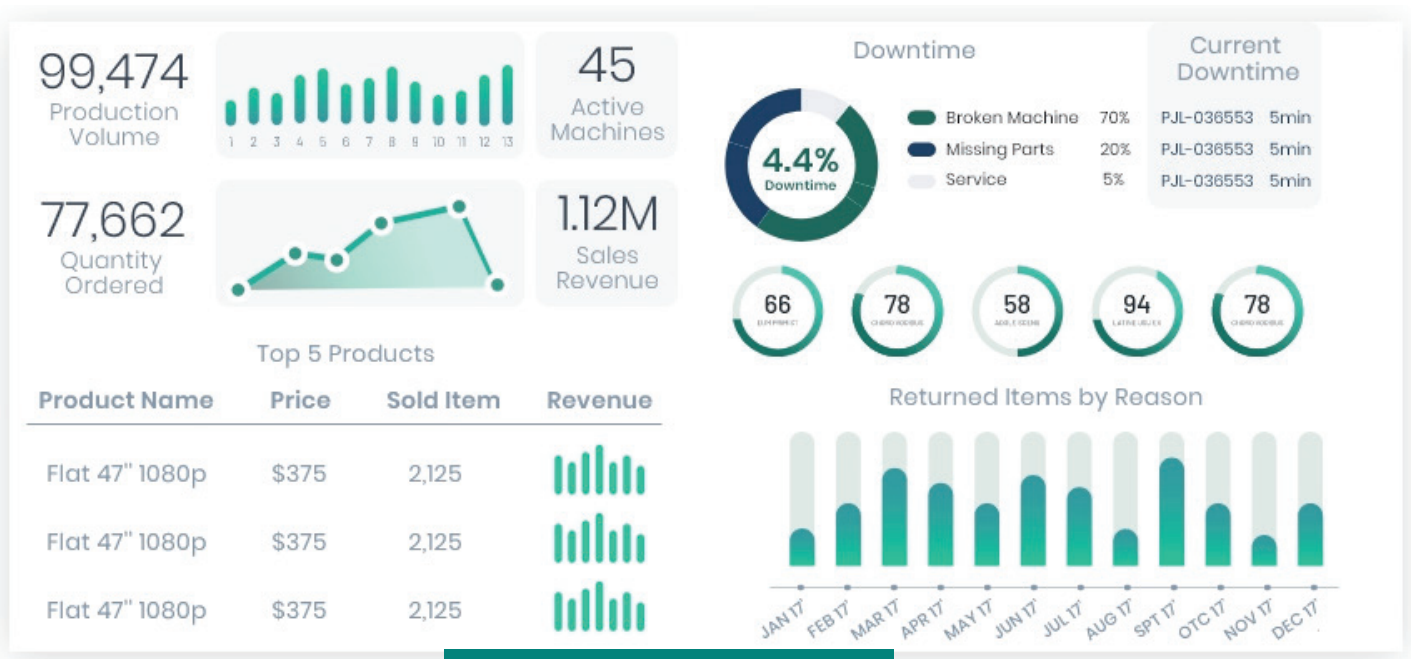 99,474
Production
Volume
1 2 3 4 5 6 7 8 9 10 11 12 13
45
Active
Machines
77,662
Quantity
Ordered
1.12M
Sales
Revenue
Top 5 Products
Product Name Price Sold Item Revenue
Flat 47" 1080p $375 2,125
Flat 47" 1080p $375 2,125
Flat 47" 1080p $375 2,125
Downtime
4.4%
Downtime
Broken Machine 70%
Missing Parts 20%
Service 5%
Current
Downtime
PJL-036553 5min
PJL-036553 5min
PJL-036553 5min
66
78
58
94
78
Returned Items by Reason
JAN 17' FEB 17' MAR 17' APR 17' MAY 17' JUN 17' JUL 17' AUG 17' SPT 17' OTC 17' NOV 17' DEC 17'